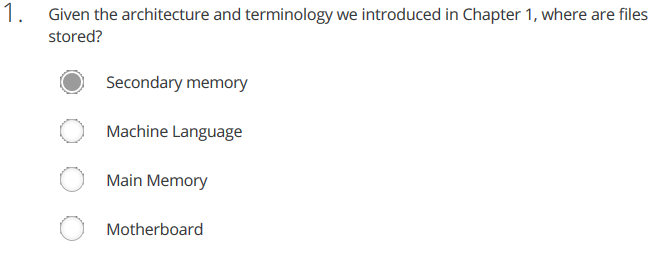 1. Given the architecture and terminology we introduced in Chapter 1, where are files
stored?
Secondary memory
Machine Language
Main Memory
Motherboard